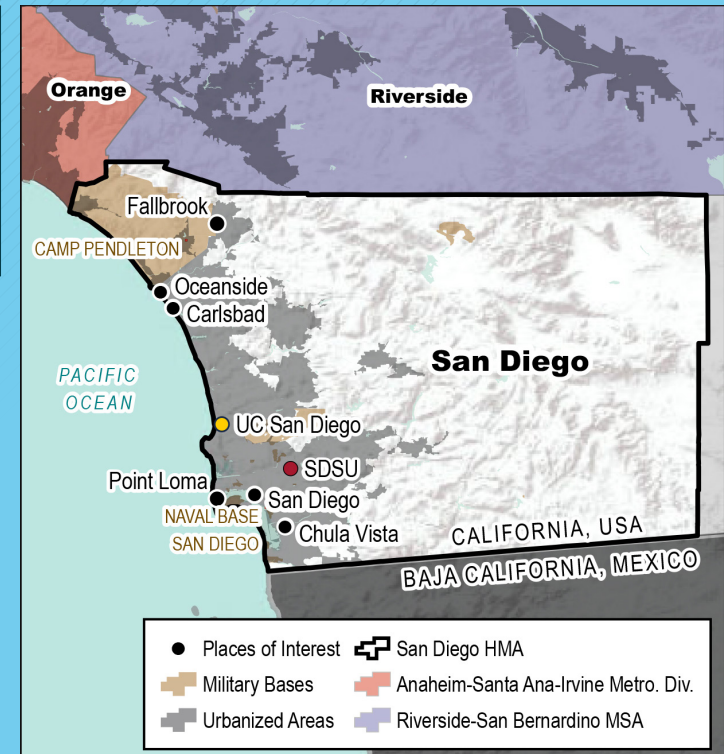 Orange
Riverside
Fallbrook
CAMP PENDLETON
Oceanside
Carlsbad
San Diego
PACIFIC
OCEAN
UC San Diego
SDSU
Point Loma
San Diego
NAVAL BASE
SAN DIEGO
Chula Vista
CALIFORNIA, USA
BAJA CALIFORNIA, MEXICO
Places of Interest
San Diego HMA
Military Bases
Anaheim-Santa Ana-Irvine Metro. Div.
Urbanized Areas
Riverside-San Bernardino MSA